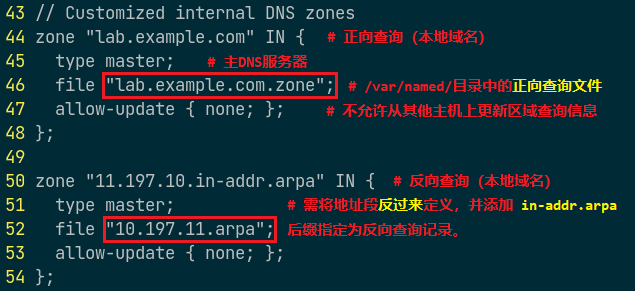 43 // Customized internal DNS zones
44 zone "lab.example.com" IN { # 正向查询（本地域名）
45 type master; # 主DNS服务器
46 file "lab.example.com.zone"; # /var/named/目录中的正向查询文件
47 allow-update { none; }; # 不允许从其他主机上更新区域查询信息
48 };
49
50 zone "11.197.10.in-addr.arpa" IN { # 反向查询（本地域名）
51 type master; # 需将地址段反过来定义，并添加 in-addr.arpa
52 file "10.197.11.arpa"; 后缀指定为反向查询记录。
53 allow-update { none; };
54 };